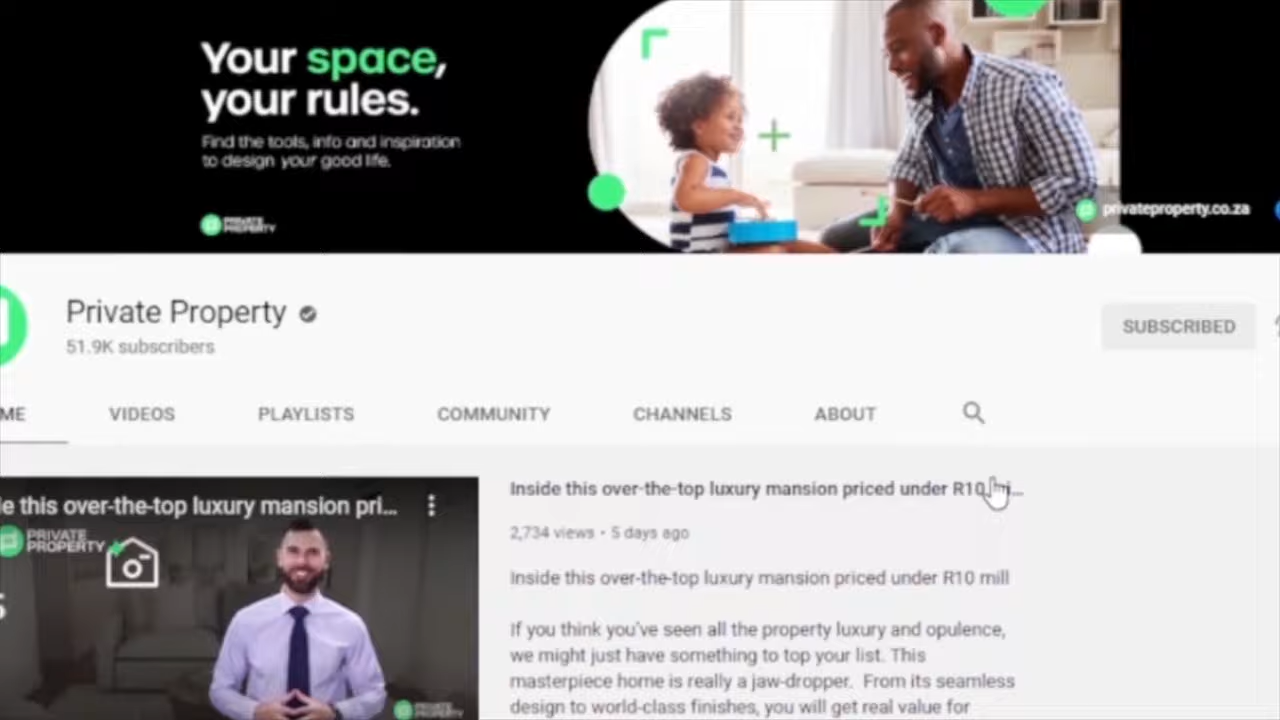 Your space,
your rules.
Find the tools, info and inspiration
to design your good life.
PRIVATE
PROPERTY
privateproperty.co.za
Private Property
51.9K subscribers
SUBSCRIBED
ME
VIDEOS
PLAYLISTS
COMMUNITY
CHANNELS
ABOUT
e this over-the-top luxury mansion pri...
PRIVATE
PROPERTY
Inside this over-the-top luxury mansion priced under R10
2,734 views • 5 days ago
Inside this over-the-top luxury mansion priced under R10 mill
If you think you've seen all the property luxury and opulence,
we might just have something to top your list. This
masterpiece home is really a jaw-dropper. From its seamless
design to world-class finishes, you will get real value for
PRIVATE
PROPERTY